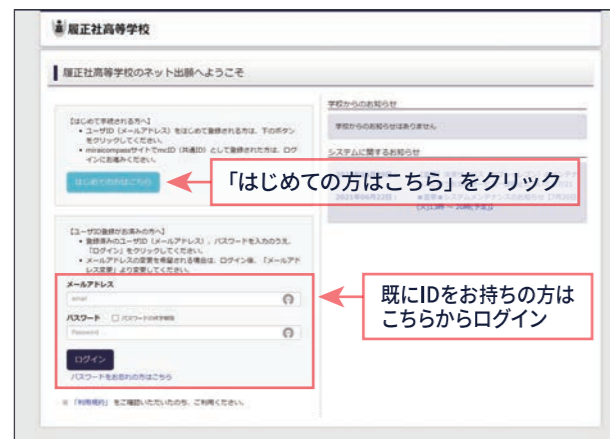 履正社高等学校
履正社高等学校のネット出願へようこそ
【はじめて手続される方へ】
• ユーザID（メールアドレス）をはじめて登録される方は、下のボタン
をクリックしてください。
• miraicompassサイトでmcID（共通ID）として登録された方は、ログ
インにお進みください。
はじめての方はこちら
「はじめての方はこちら」をクリック
【ユーザID登録がお済みの方へ】
• 登録済みのユーザID（メールアドレス）、パスワードを入力のうえ、
「ログイン」をクリックしてください。
• メールアドレスの変更を希望される場合は、ログイン後、「メールアド
レス変更」より変更してください。
メールアドレス
email
パスワード □ パスワードの伏字解除
Password
ログイン
パスワードをお忘れの方はこちら
既にIDをお持ちの方は
こちらからログイン
※「利用規約」をご確認いただいたのち、ご利用ください。
学校からのお知らせ
学校からのお知らせはありません
システムに関するお知らせ
2021年06月22日：